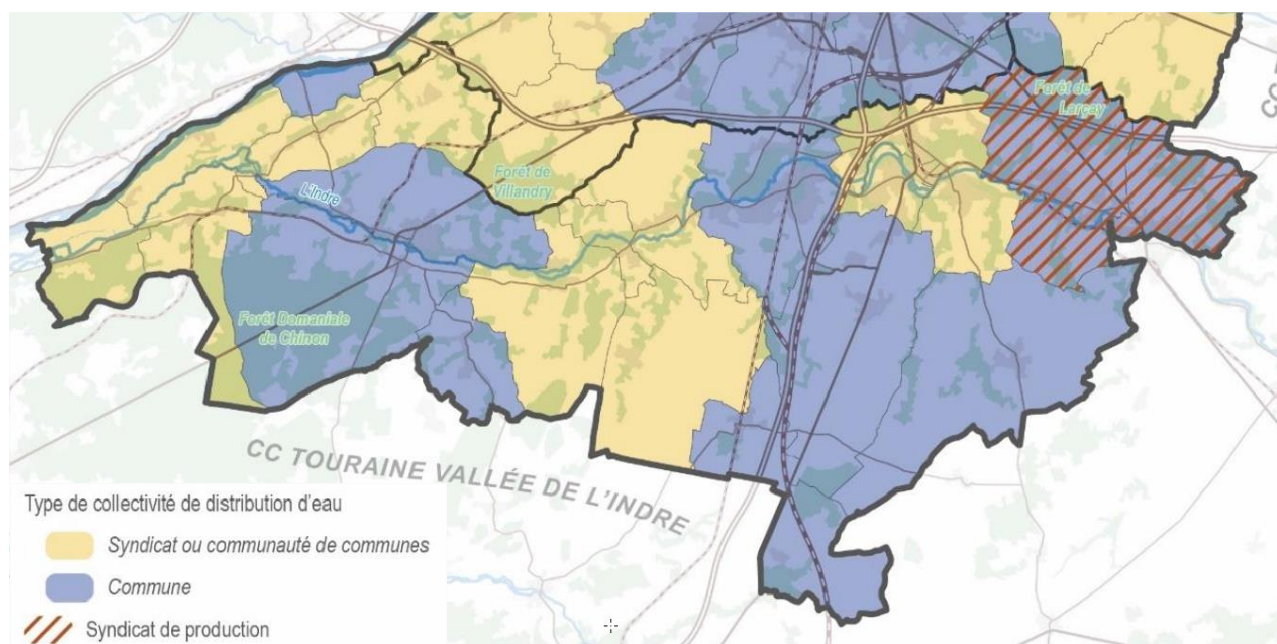 Forêt de
Larçay
Forêt de
Villandry
L'Indre
Forêt Domaniale
de Chinon
CC TOURAINE VALLÉE DE L'INDRE
CC
Type de collectivité de distribution d'eau
Syndicat ou communauté de communes
Commune
Syndicat de production